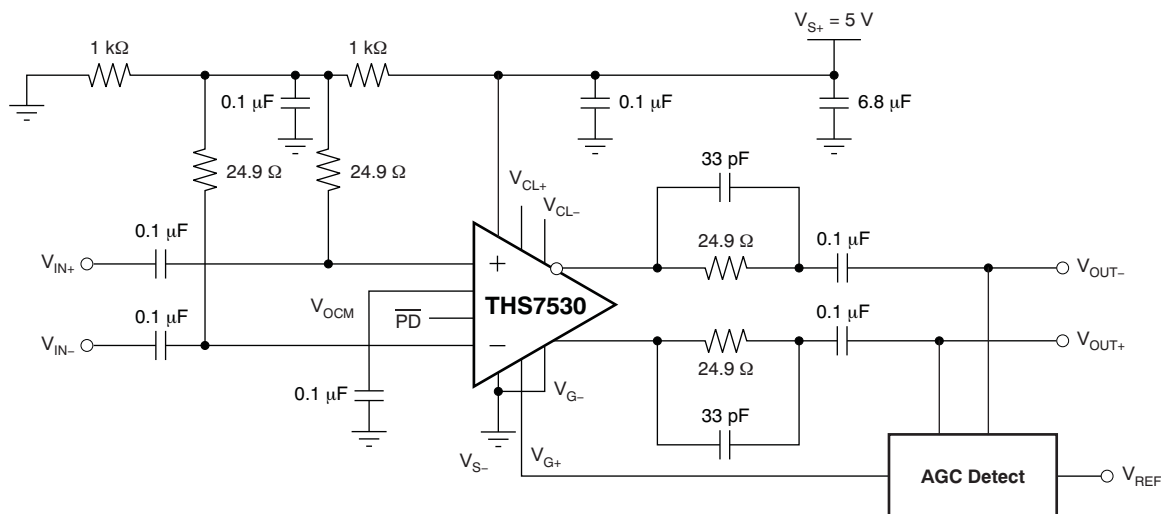 V_S+ = 5 V
1 kΩ
1 kΩ
0.1 µF
0.1 µF
6.8 µF
24.9 Ω
24.9 Ω
33 pF
V_CL+
V_CL−
0.1 µF
24.9 Ω
0.1 µF
V_IN+
+
V_OUT−
THS7530
V_OCM
PD
0.1 µF
0.1 µF
V_IN−
−
V_OUT+
24.9 Ω
0.1 µF
V_G−
33 pF
V_S−
V_G+
AGC Detect
V_REF